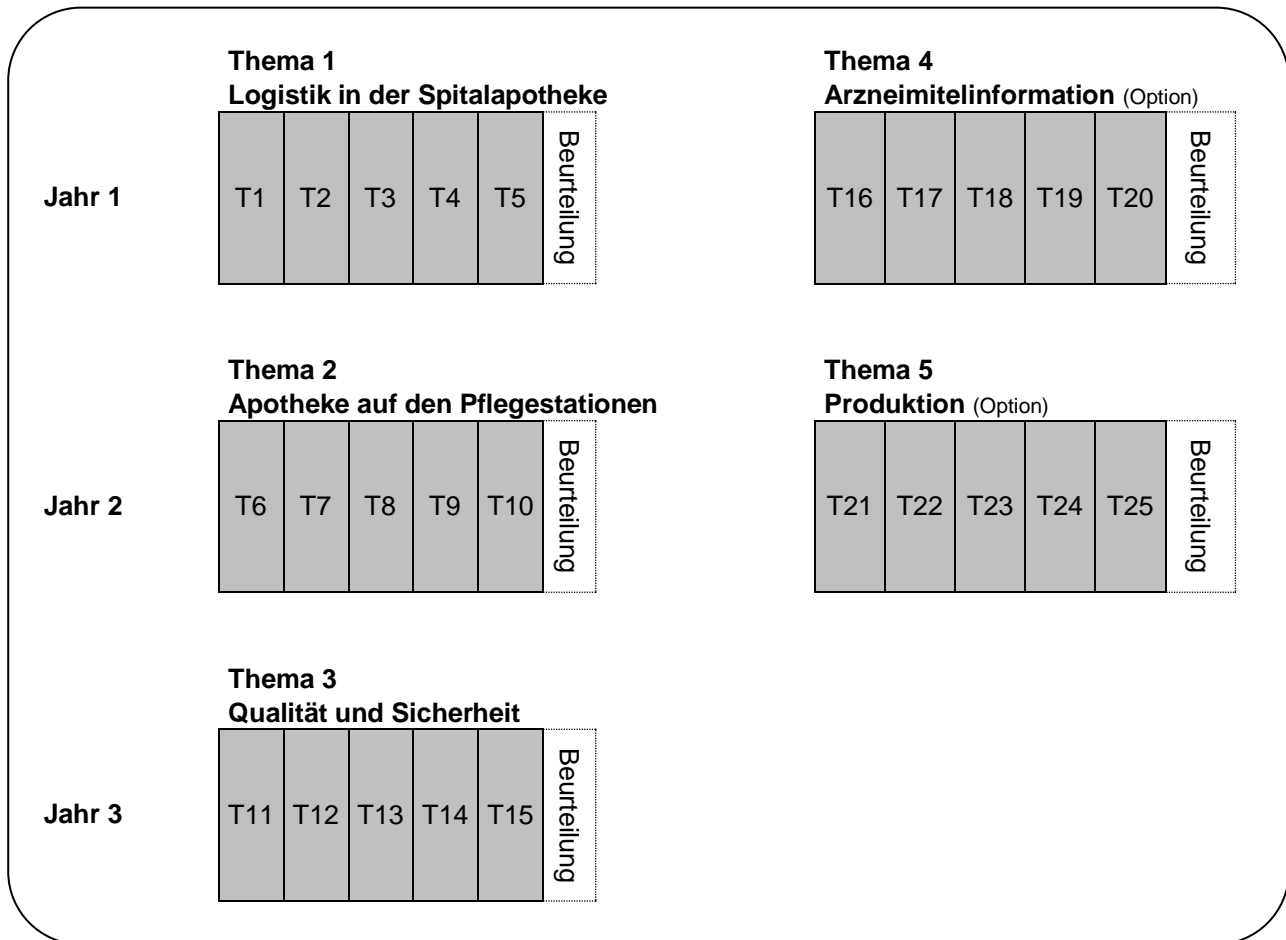 Thema 1
Logistik in der Spitalapotheke
Thema 4
Arzneimitelinformation (Option)
Jahr 1
T1 T2 T3 T4 T5 Beurteilung
T16 T17 T18 T19 T20 Beurteilung
Thema 2
Apotheke auf den Pflegestationen
Thema 5
Produktion (Option)
Jahr 2
T6 T7 T8 T9 T10 Beurteilung
T21 T22 T23 T24 T25 Beurteilung
Thema 3
Qualität und Sicherheit
Jahr 3
T11 T12 T13 T14 T15 Beurteilung